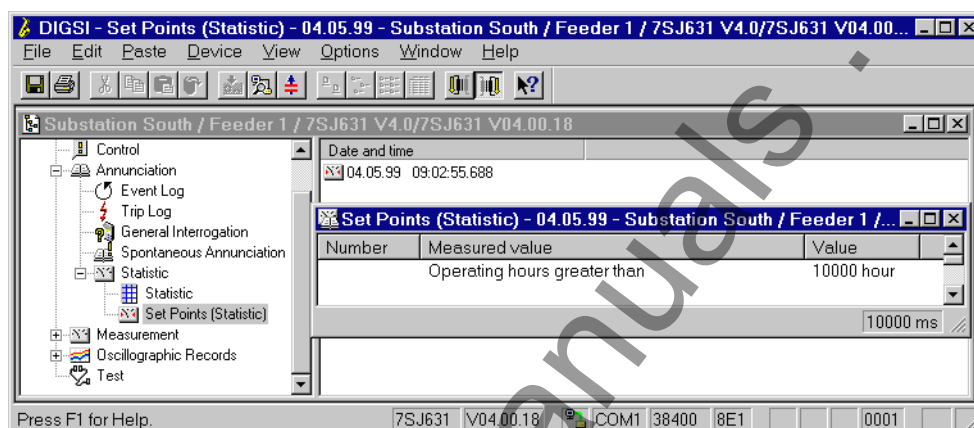 DIGSI - Set Points (Statistic) - 04.05.99 - Substation South / Feeder 1 / 7SJ631 V4.0/7SJ631 V04.00...
File Edit Paste Device View Options Window Help
Substation South / Feeder 1 / 7SJ631 V4.0/7SJ631 V04.00.18
Control
Annunciation
Event Log
Trip Log
General Interrogation
Spontaneous Annunciation
Statistic
Statistic
Set Points (Statistic)
Measurement
Oscillographic Records
Test
Date and time
04.05.99 09:02:55.688
Set Points (Statistic) - 04.05.99 - Substation South / Feeder 1 /...
Number Measured value Value
Operating hours greater than 10000 hour
10000 ms
Press F1 for Help. 7SJ631 V04.00.18 COM1 38400 8E1 0001
anuals .